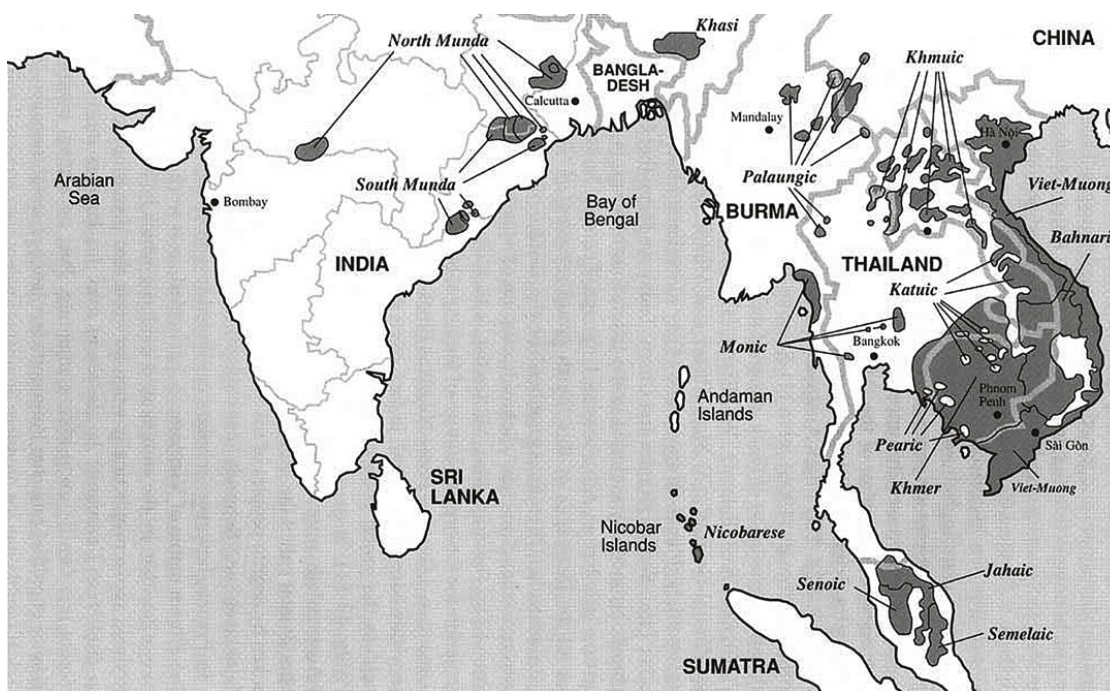 Khasi
CHINA
North Munda
Khmuic
BANGLA-
DESH
Calcutta
Mandalay
Hà Nội
Arabian
Sea
South Munda
Palaungic
Viet-Muong
Bombay
Bay of
Bengal
BURMA
Bahnari
INDIA
THAILAND
Katuic
Monic
Bangkok
Andaman
Islands
Phnom
Penh
Pearic
Sài Gòn
SRI
LANKA
Khmer
Viet-Muong
Nicobar
Islands
Nicobarese
Jahaic
Senoic
Semelaic
SUMATRA